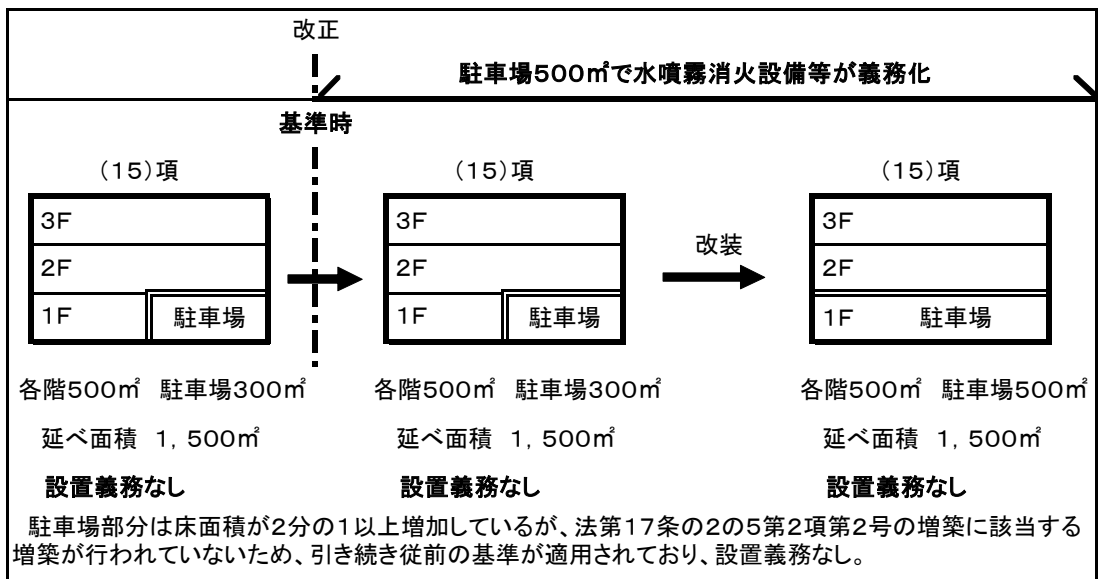 改正
駐車場500㎡で水噴霧消火設備等が義務化
基準時
(15)項 (15)項 (15)項
3F 3F 3F
2F 2F 改装 2F
1F 駐車場 1F 駐車場 1F 駐車場
各階500㎡ 駐車場300㎡ 各階500㎡ 駐車場300㎡ 各階500㎡ 駐車場500㎡
延べ面積 1,500㎡ 延べ面積 1,500㎡ 延べ面積 1,500㎡
設置義務なし 設置義務なし 設置義務なし
駐車場部分は床面積が2分の1以上増加しているが、法第17条の2の5第2項第2号の増築に該当する
増築が行われていないため、引き続き従前の基準が適用されており、設置義務なし。